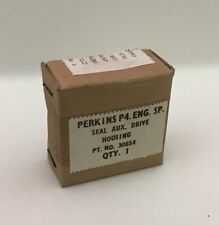 PERKINS P4. ENG. SP.
SEAL AUX. DRIVE
HOUSING
PT. NO. 30854
QTY. 1